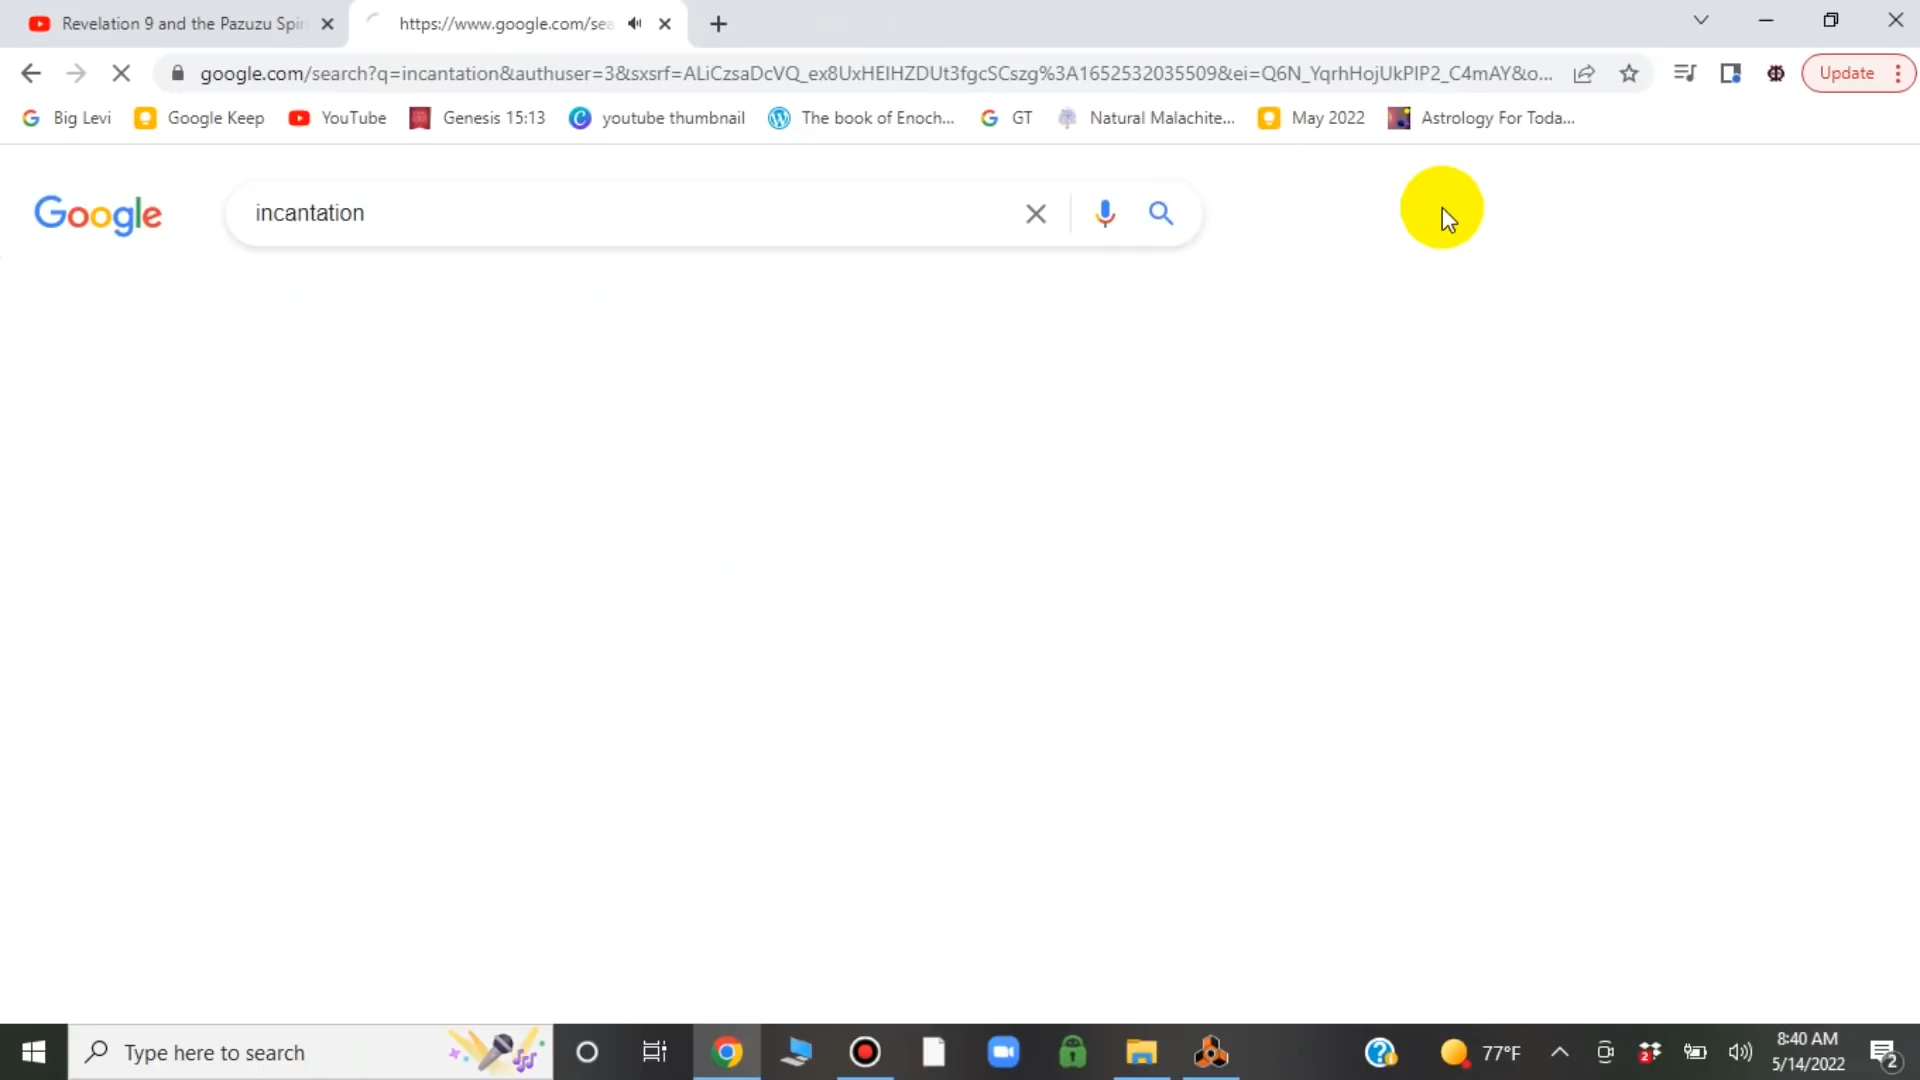 Revelation 9 and the Pazuzu Spir
https://www.google.com/sea
google.com/search?q=incantation&authuser=3&sxsrf=ALiCzsaDcVQ_ex8UxHEIHZDUt3fgcSCszg%3A1652532035509&ei=Q6N_YqrhHojUkPIP2_C4mAY&o...
Update
Big Levi
Google Keep
YouTube
Genesis 15:13
youtube thumbnail
The book of Enoch...
GT
Natural Malachite...
May 2022
Astrology For Toda...
Google
incantation
Type here to search
77°F
2
8:40 AM
5/14/2022
2